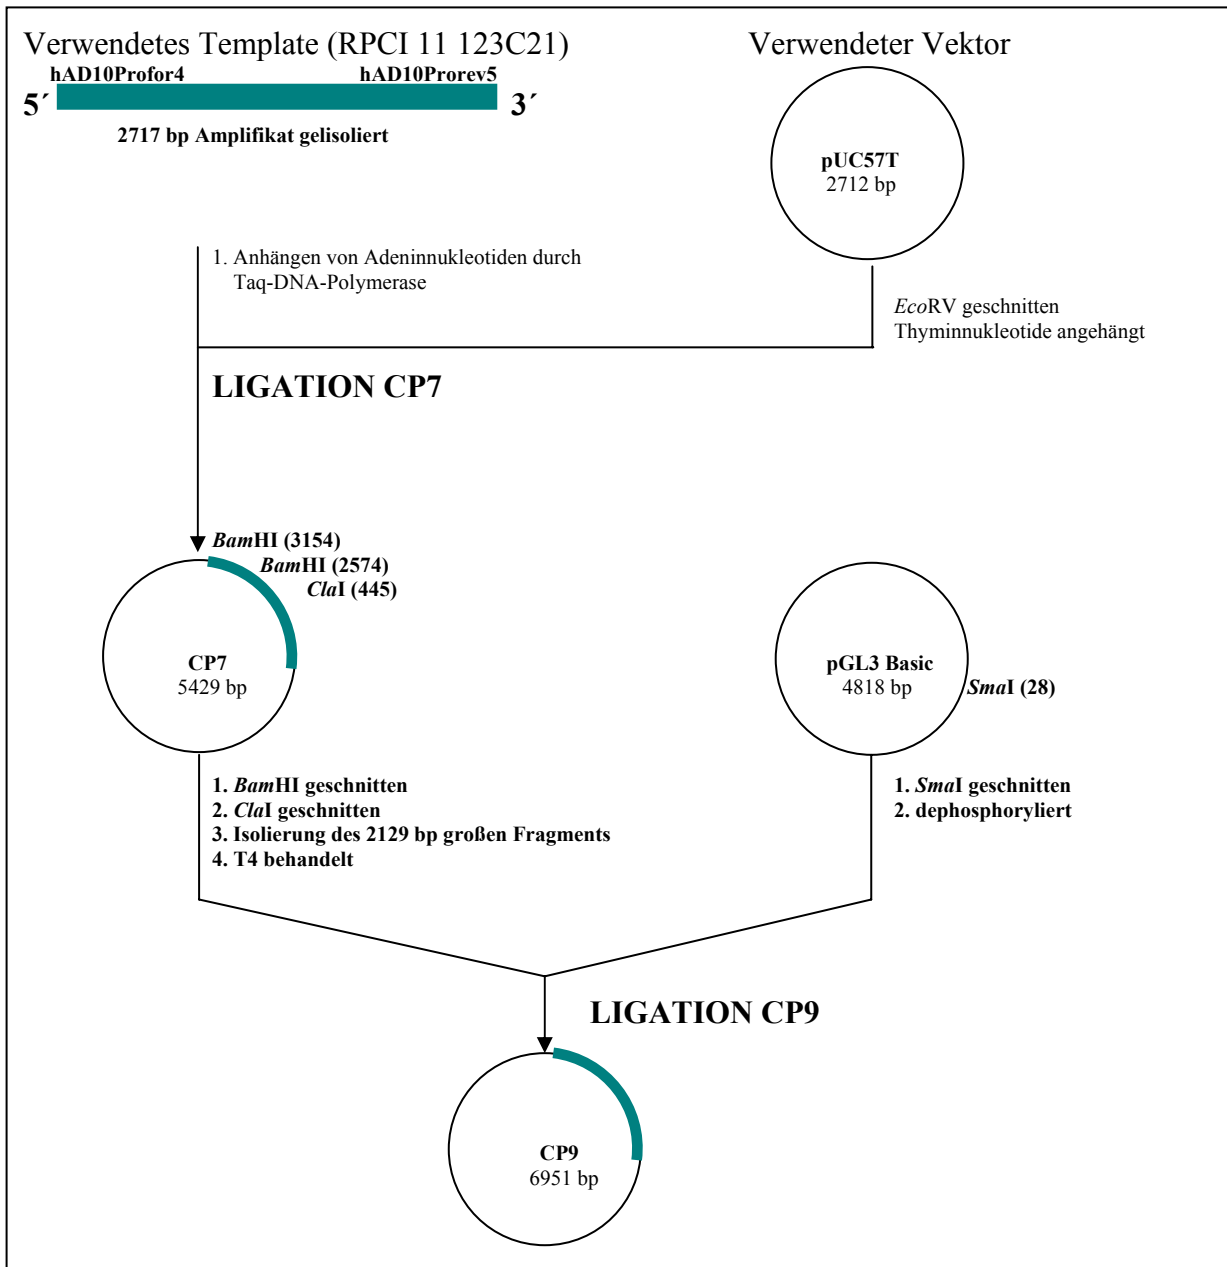 Verwendetes Template (RPCI 11 123C21)
Verwendeter Vektor
hAD10Profor4
hAD10Prorev5
5´
3´
2717 bp Amplifikat gelisoliert
pUC57T
2712 bp
1. Anhängen von Adeninnukleotiden durch
Taq-DNA-Polymerase
EcoRV geschnitten
Thyminnukleotide angehängt
LIGATION CP7
BamHI (3154)
BamHI (2574)
ClaI (445)
CP7
5429 bp
pGL3 Basic
4818 bp
SmaI (28)
1. BamHI geschnitten
2. ClaI geschnitten
3. Isolierung des 2129 bp großen Fragments
4. T4 behandelt
1. SmaI geschnitten
2. dephosphoryliert
LIGATION CP9
CP9
6951 bp